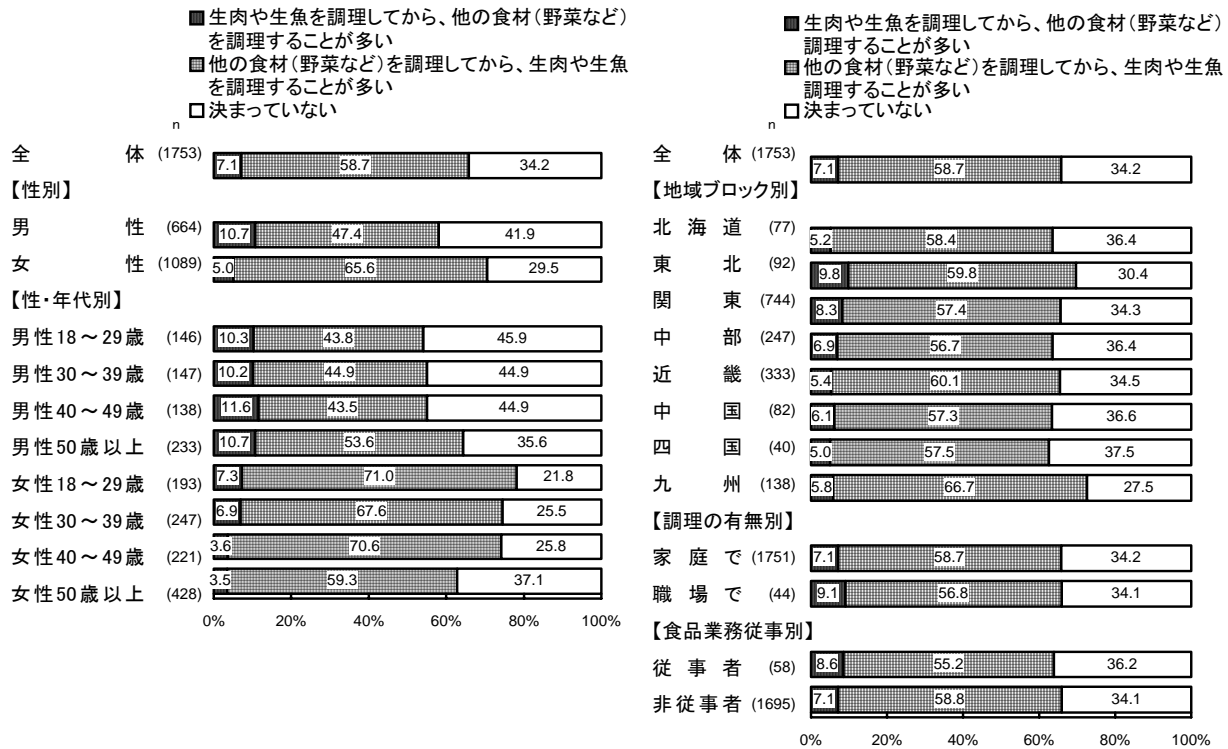 ■生肉や生魚を調理してから、他の食材(野菜など)
を調理することが多い
■他の食材(野菜など)を調理してから、生肉や生魚
を調理することが多い
□決まっていない
n
全 体 (1753) 7.1 58.7 34.2
【性別】
男 性 (664) 10.7 47.4 41.9
女 性 (1089) 5.0 65.6 29.5
【性・年代別】
男性18～29歳 (146) 10.3 43.8 45.9
男性30～39歳 (147) 10.2 44.9 44.9
男性40～49歳 (138) 11.6 43.5 44.9
男性50歳以上 (233) 10.7 53.6 35.6
女性18～29歳 (193) 7.3 71.0 21.8
女性30～39歳 (247) 6.9 67.6 25.5
女性40～49歳 (221) 3.6 70.6 25.8
女性50歳以上 (428) 3.5 59.3 37.1
0% 20% 40% 60% 80% 100%
■生肉や生魚を調理してから、他の食材(野菜など)
調理することが多い
■他の食材(野菜など)を調理してから、生肉や生魚
調理することが多い
□決まっていない
n
全 体 (1753) 7.1 58.7 34.2
【地域ブロック別】
北 海 道 (77) 5.2 58.4 36.4
東 北 (92) 9.8 59.8 30.4
関 東 (744) 8.3 57.4 34.3
中 部 (247) 6.9 56.7 36.4
近 畿 (333) 5.4 60.1 34.5
中 国 (82) 6.1 57.3 36.6
四 国 (40) 5.0 57.5 37.5
九 州 (138) 5.8 66.7 27.5
【調理の有無別】
家 庭 で (1751) 7.1 58.7 34.2
職 場 で (44) 9.1 56.8 34.1
【食品業務従事別】
従 事 者 (58) 8.6 55.2 36.2
非従事者 (1695) 7.1 58.8 34.1
0% 20% 40% 60% 80% 100%